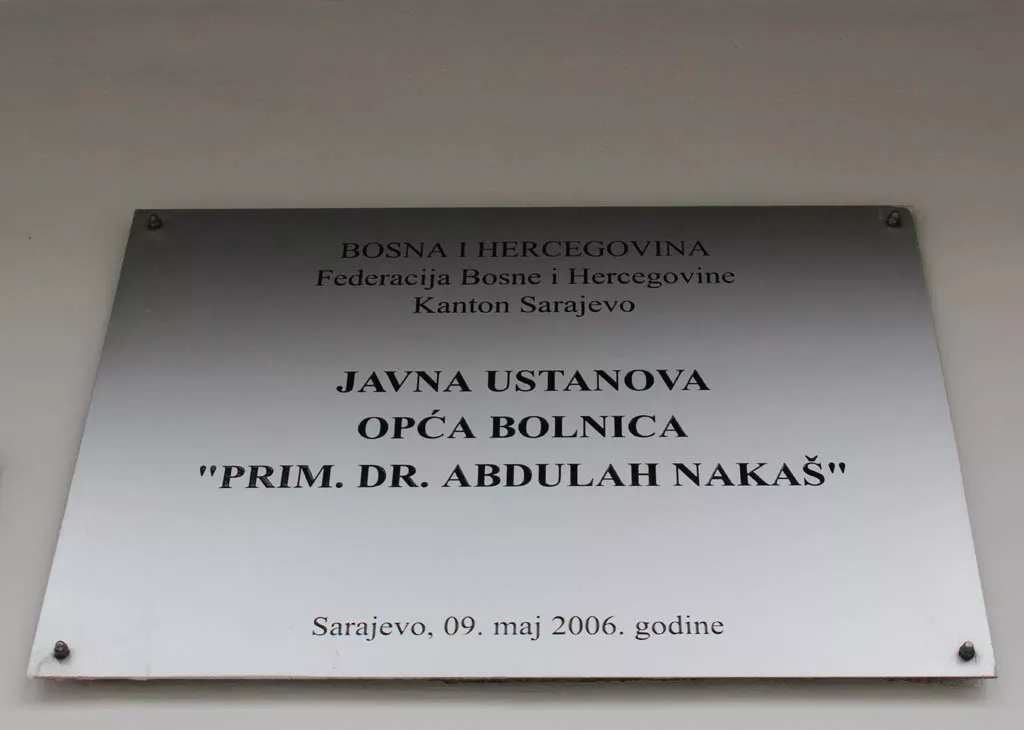 BOSNA I HERCEGOVINA
Federacija Bosne i Hercegovine
Kanton Sarajevo
JAVNA USTANOVA
OPĆA BOLNICA
"PRIM. DR. ABDULAH NAKAŠ"
Sarajevo, 09. maj 2006. godine